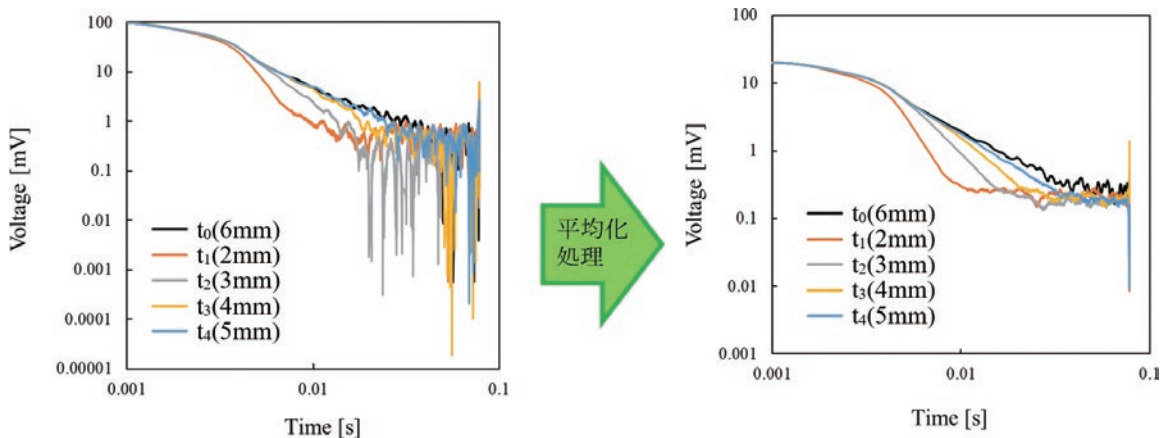 100
10
1
0.1
0.01
0.001
0.0001
0.00001
Voltage [mV]
t₀(6mm)
t₁(2mm)
t₂(3mm)
t₃(4mm)
t₄(5mm)
0.001
0.01
0.1
Time [s]
平均化
処理
100
10
1
0.1
0.01
0.001
Voltage [mV]
t₀(6mm)
t₁(2mm)
t₂(3mm)
t₃(4mm)
t₄(5mm)
0.001
0.01
0.1
Time [s]